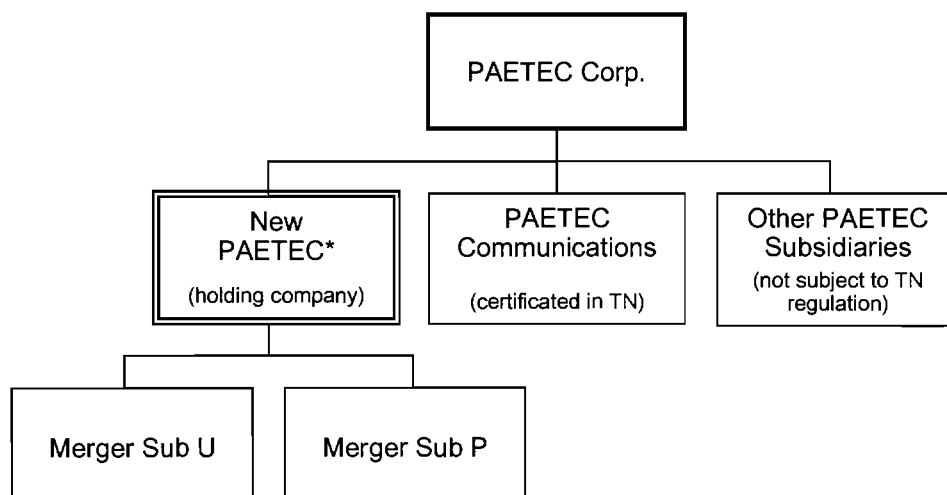 PAETEC Corp.
New
PAETEC*
(holding company)
PAETEC
Communications
(certificated in TN)
Other PAETEC
Subsidiaries
(not subject to TN
regulation)
Merger Sub U
Merger Sub P